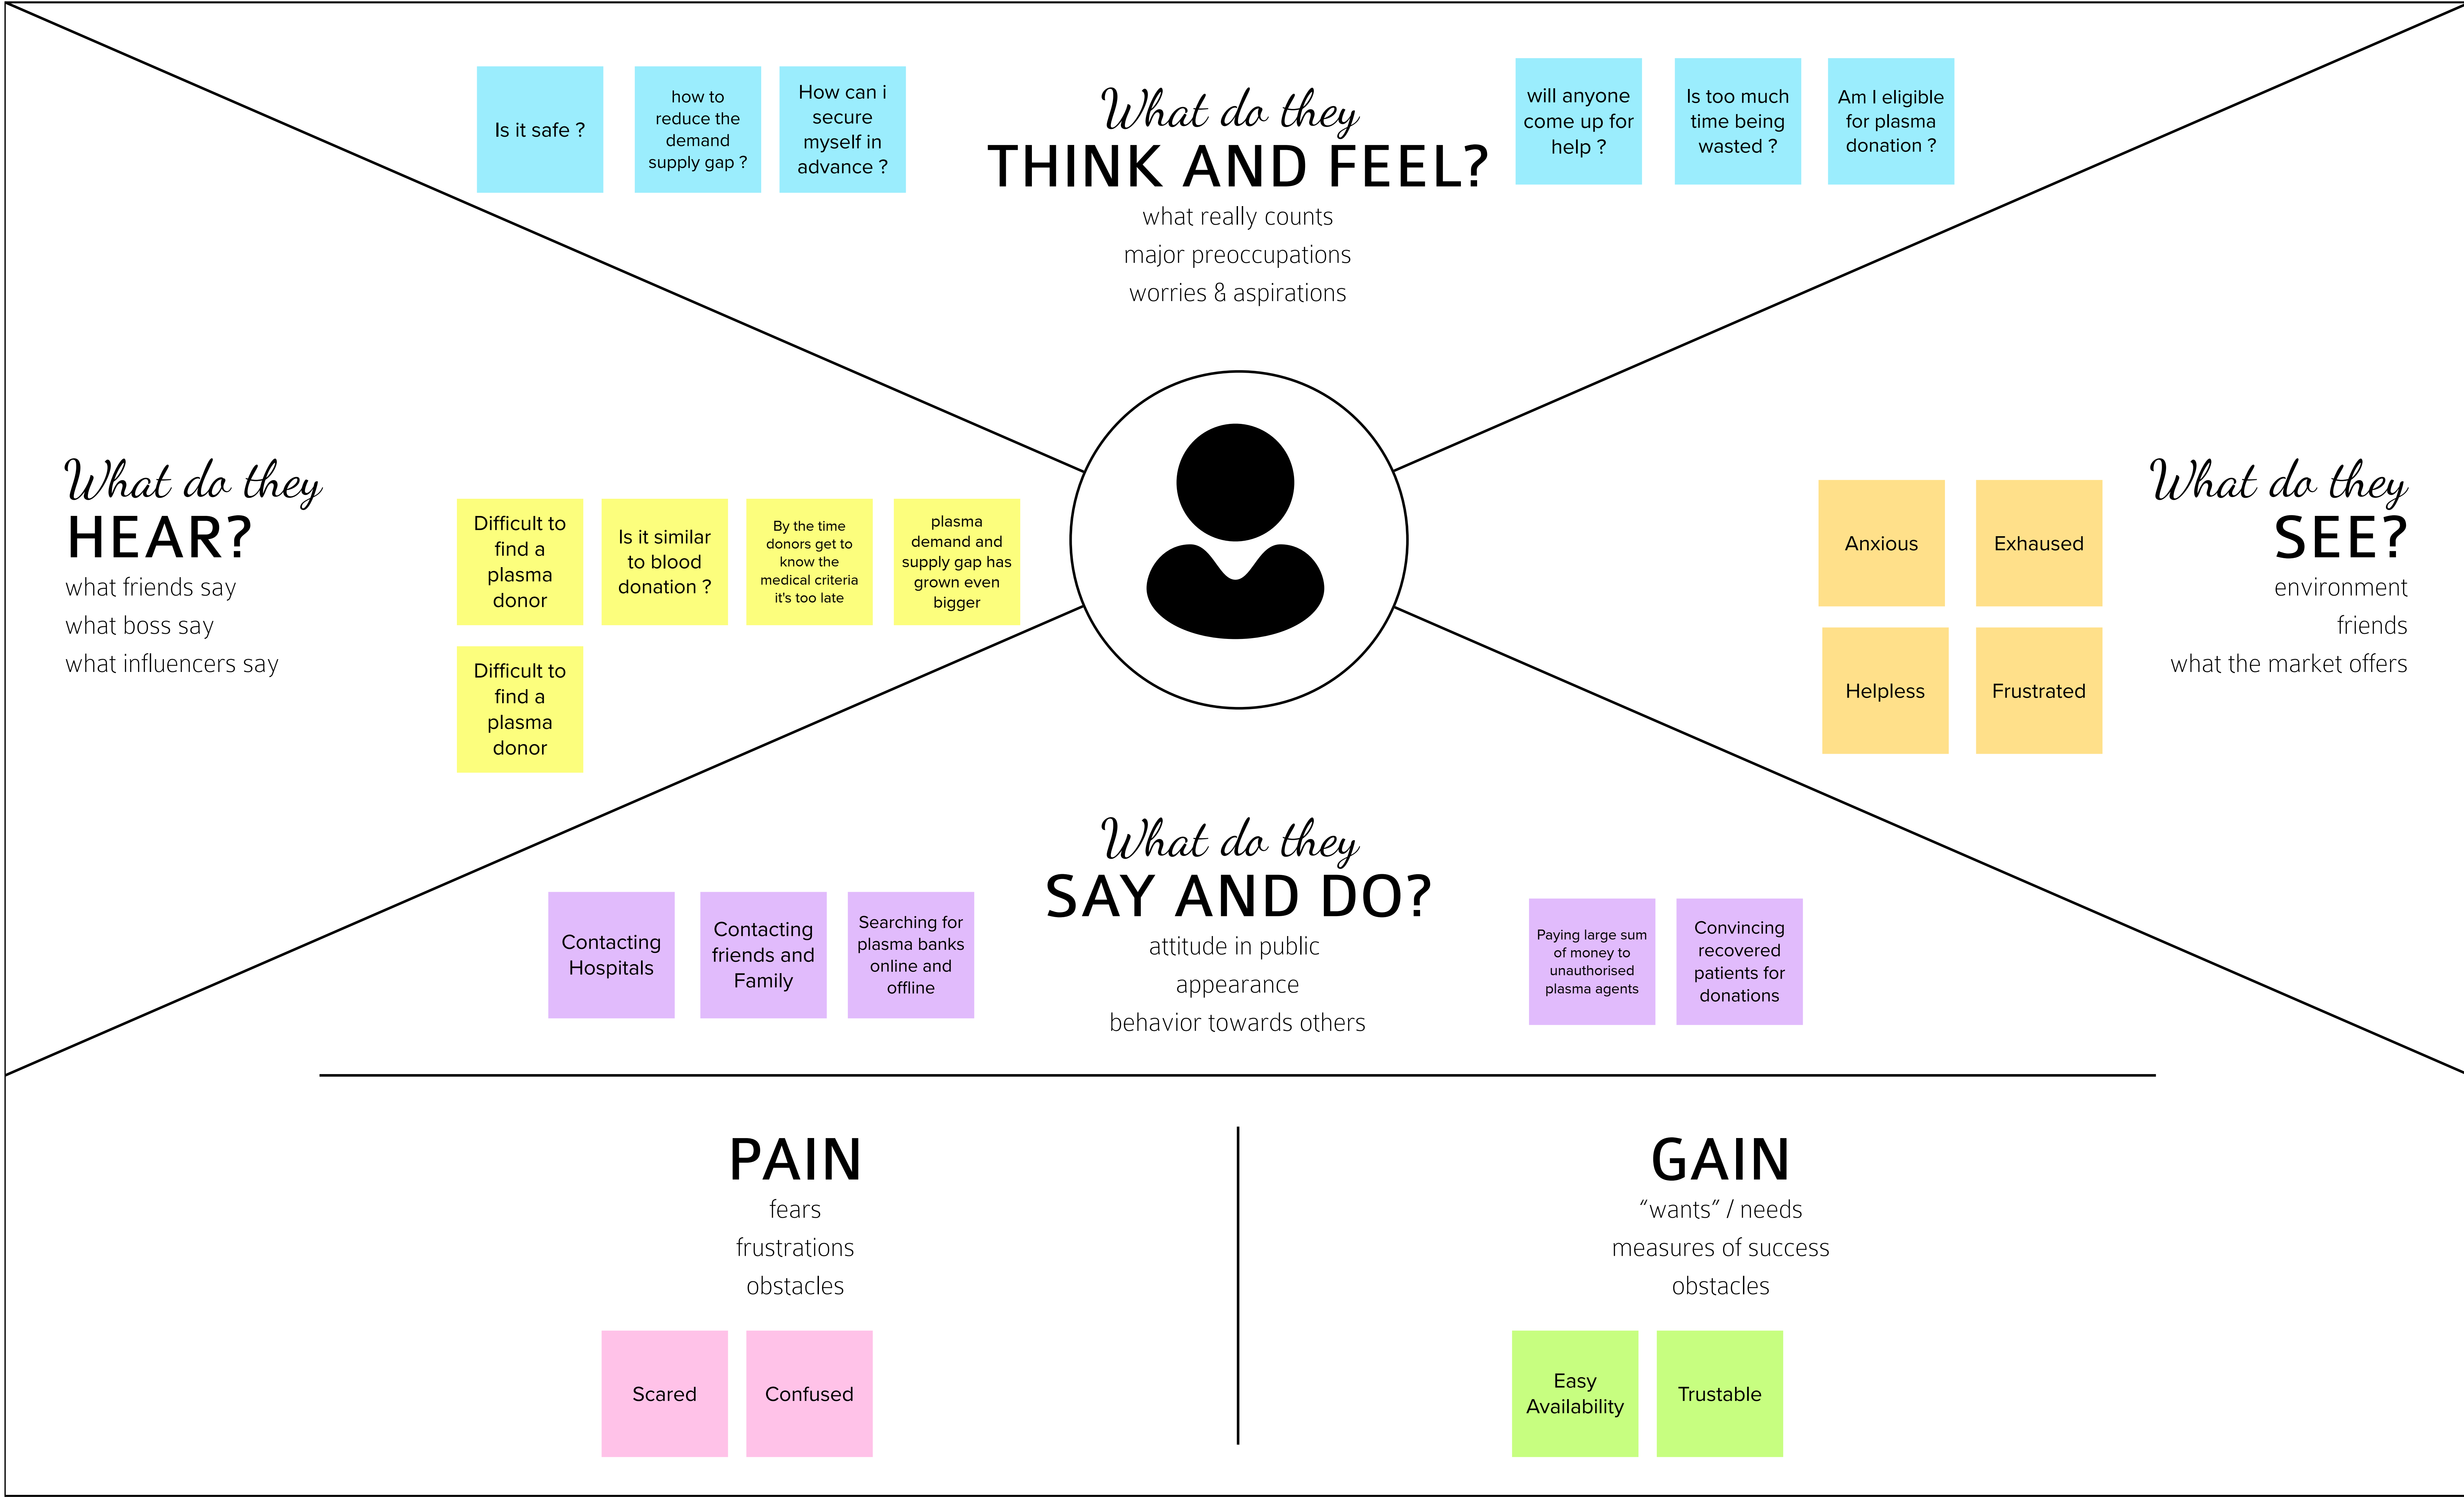 Is it safe ?
how to
reduce the
demand
supply gap ?
How can i
secure
myself in
advance ?
What do they
THINK AND FEEL?
what really counts
major preoccupations
worries & aspirations
will anyone
come up for
help ?
Is too much
time being
wasted ?
Am I eligible
for plasma
donation ?
What do they
HEAR?
what friends say
what boss say
what influencers say
Difficult to
find a
plasma
donor
Is it similar
to blood
donation ?
By the time
donors get to
know the
medical criteria
it's too late
plasma
demand and
supply gap has
grown even
bigger
Difficult to
find a
plasma
donor
Anxious
Exhaused
Helpless
Frustrated
What do they
SEE?
environment
friends
what the market offers
What do they
SAY AND DO?
attitude in public
appearance
behavior towards others
Contacting
Hospitals
Contacting
friends and
Family
Searching for
plasma banks
online and
offline
Paying large sum
of money to
unauthorised
plasma agents
Convincing
recovered
patients for
donations
PAIN
fears
frustrations
obstacles
Scared
Confused
GAIN
“wants” / needs
measures of success
obstacles
Easy
Availability
Trustable